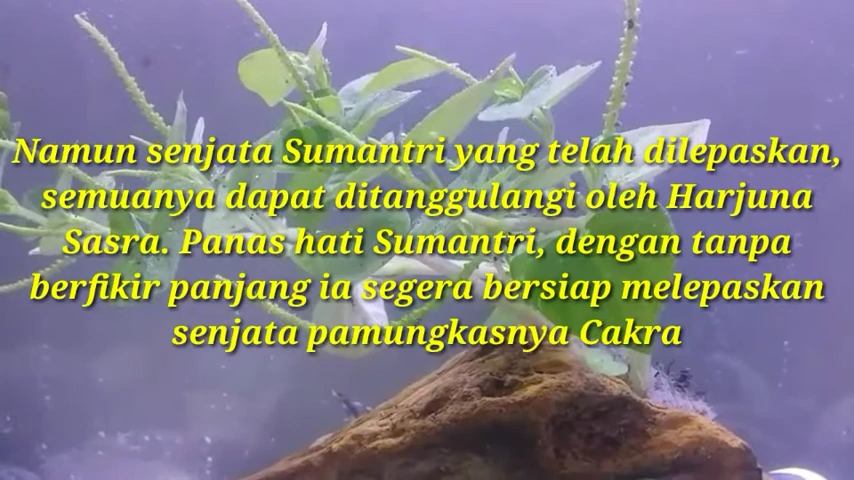 Namun senjata Sumantri yang telah dilepaskan,
semuanya dapat ditanggulangi oleh Harjuna
Sasra. Panas hati Sumantri, dengan tanpa
berfikir panjang ia segera bersiap melepaskan
senjata pamungkasnya Cakra